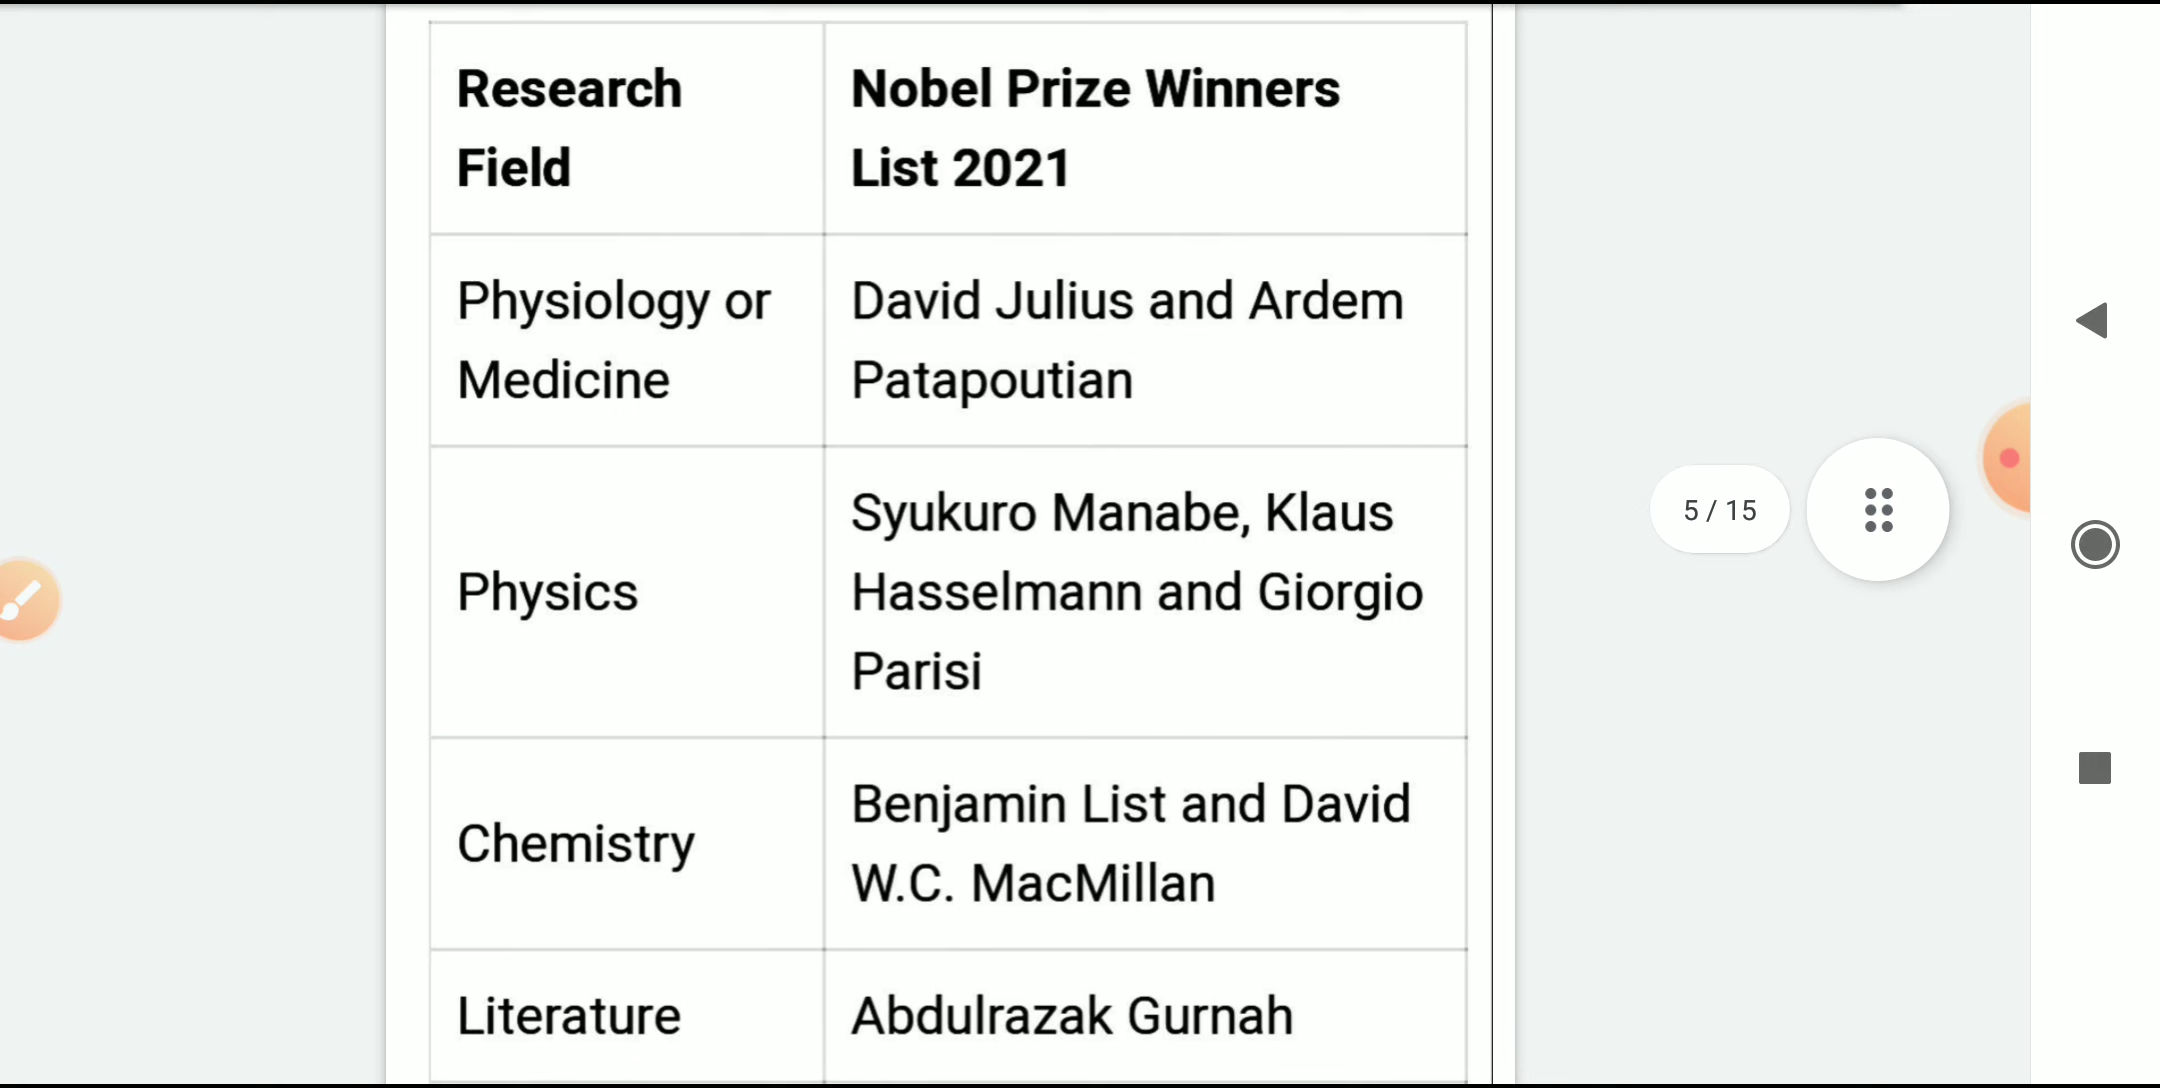 Research
Field
Nobel Prize Winners
List 2021
Physiology or
Medicine
David Julius and Ardem
Patapoutian
Physics
Syukuro Manabe, Klaus
Hasselmann and Giorgio
Parisi
Chemistry
Benjamin List and David
W.C. MacMillan
Literature
Abdulrazak Gurnah
5 / 15